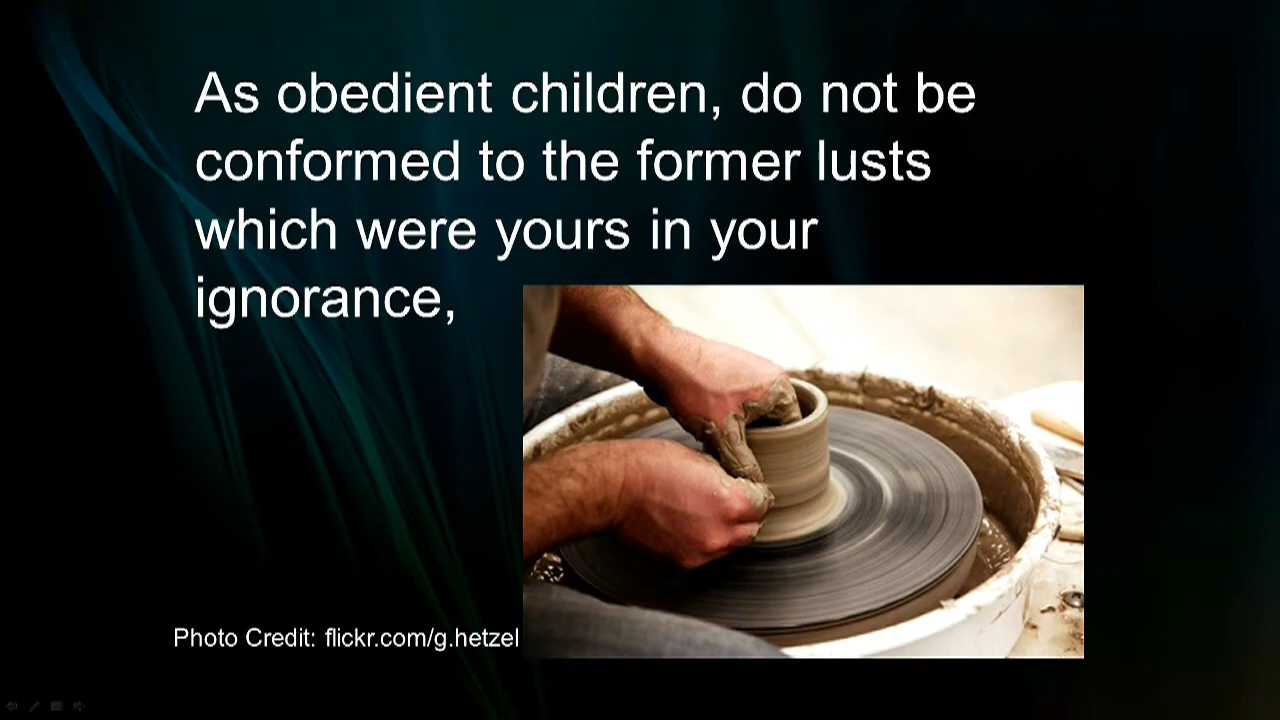 As obedient children, do not be
conformed to the former lusts
which were yours in your
ignorance,
Photo Credit: flickr.com/g.hetzel